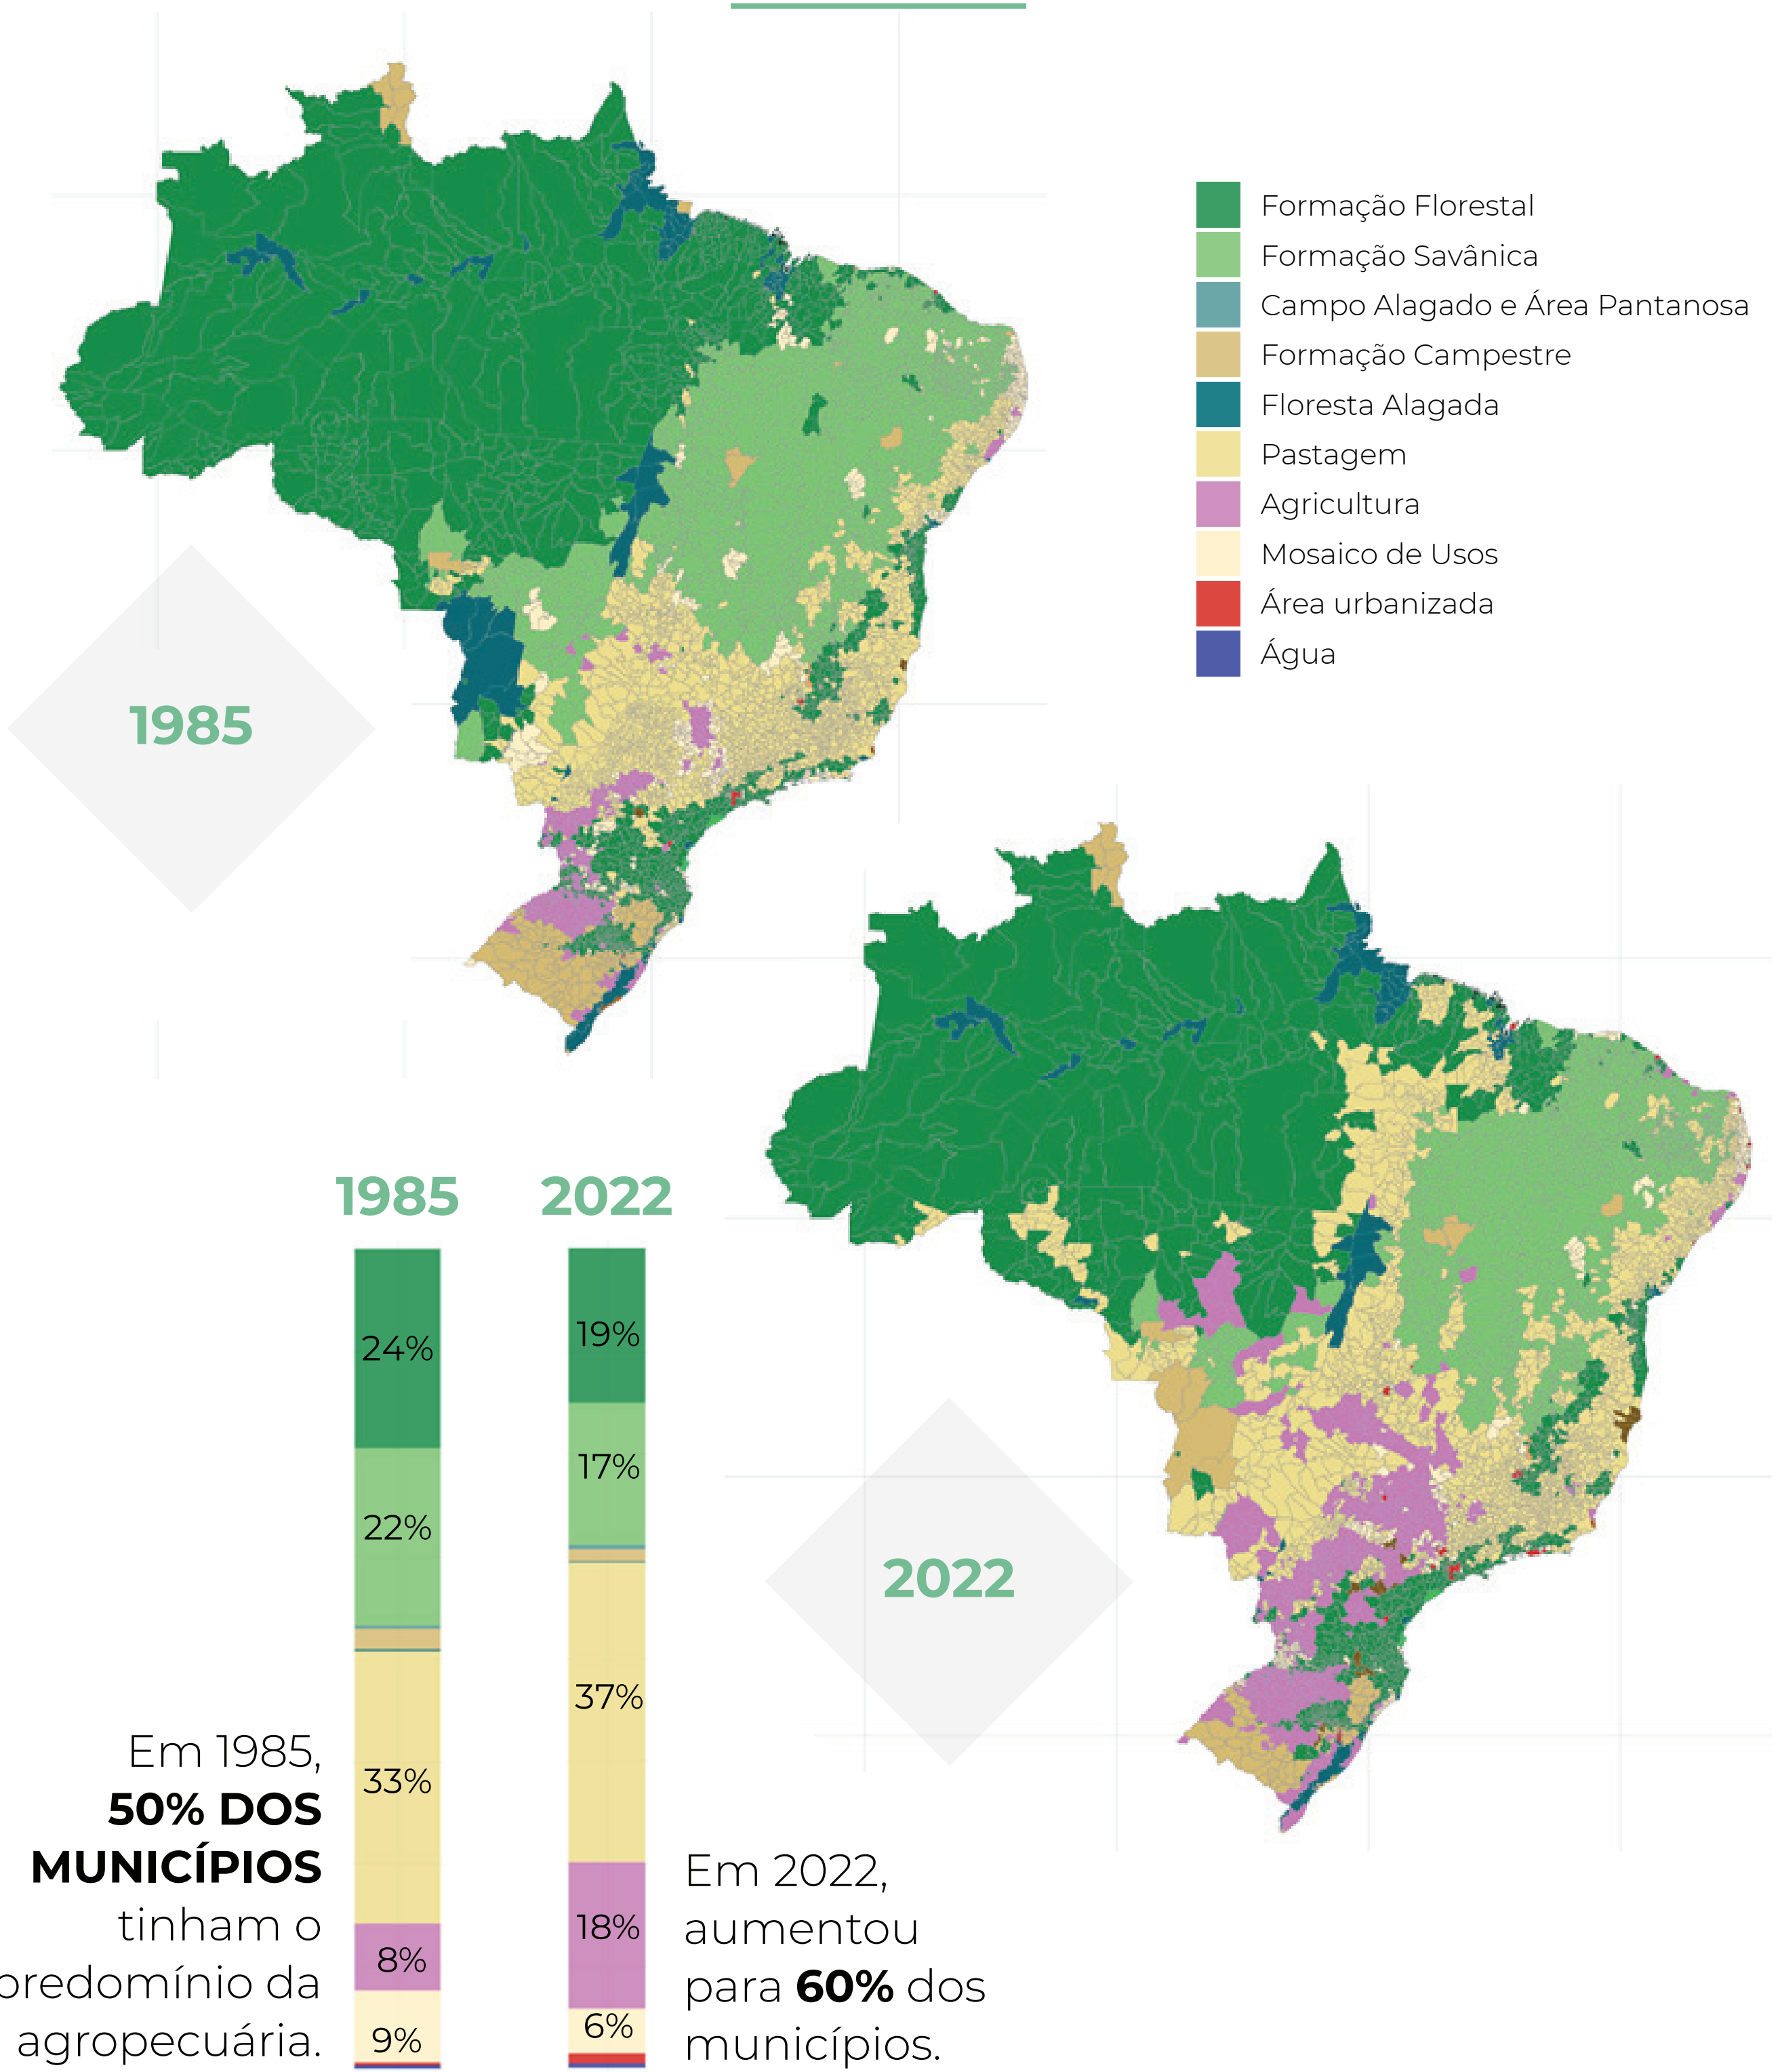 Formação Florestal
Formação Savânica
Campo Alagado e Área Pantanosa
Formação Campestre
Floresta Alagada
Pastagem
Agricultura
Mosaico de Usos
Área urbanizada
Água
1985
2022
1985
24%
22%
33%
8%
9%
2022
19%
17%
37%
18%
6%
Em 1985,
50% DOS
MUNICÍPIOS
tinham o
predomínio da
agropecuária.
Em 2022,
aumentou
para 60% dos
municípios.